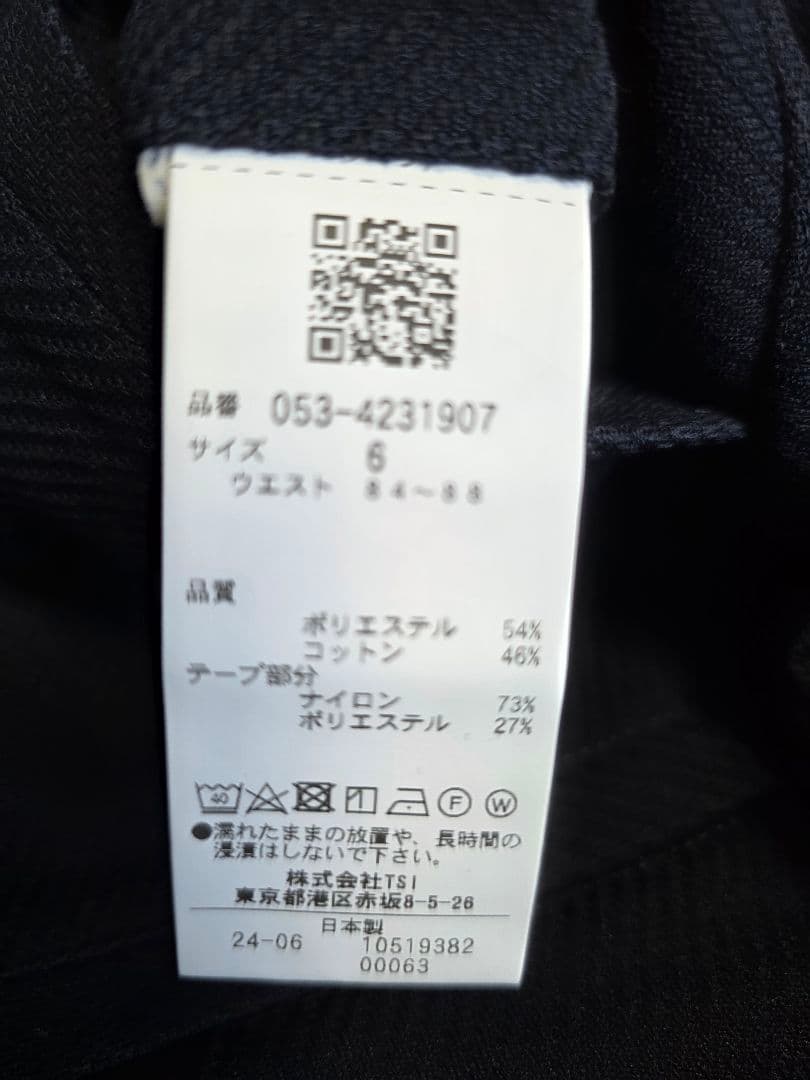 品番 053-4231907
サイズ 6
ウエスト 84～88
品質
ポリエステル 54%
コットン 46%
テープ部分
ナイロン 73%
ポリエステル 27%
40 F W
●濡れたままの放置や、長時間の
浸漬はしないで下さい。
株式会社TSI
東京都港区赤坂8-5-26
日本製
24-06 10519382
00063